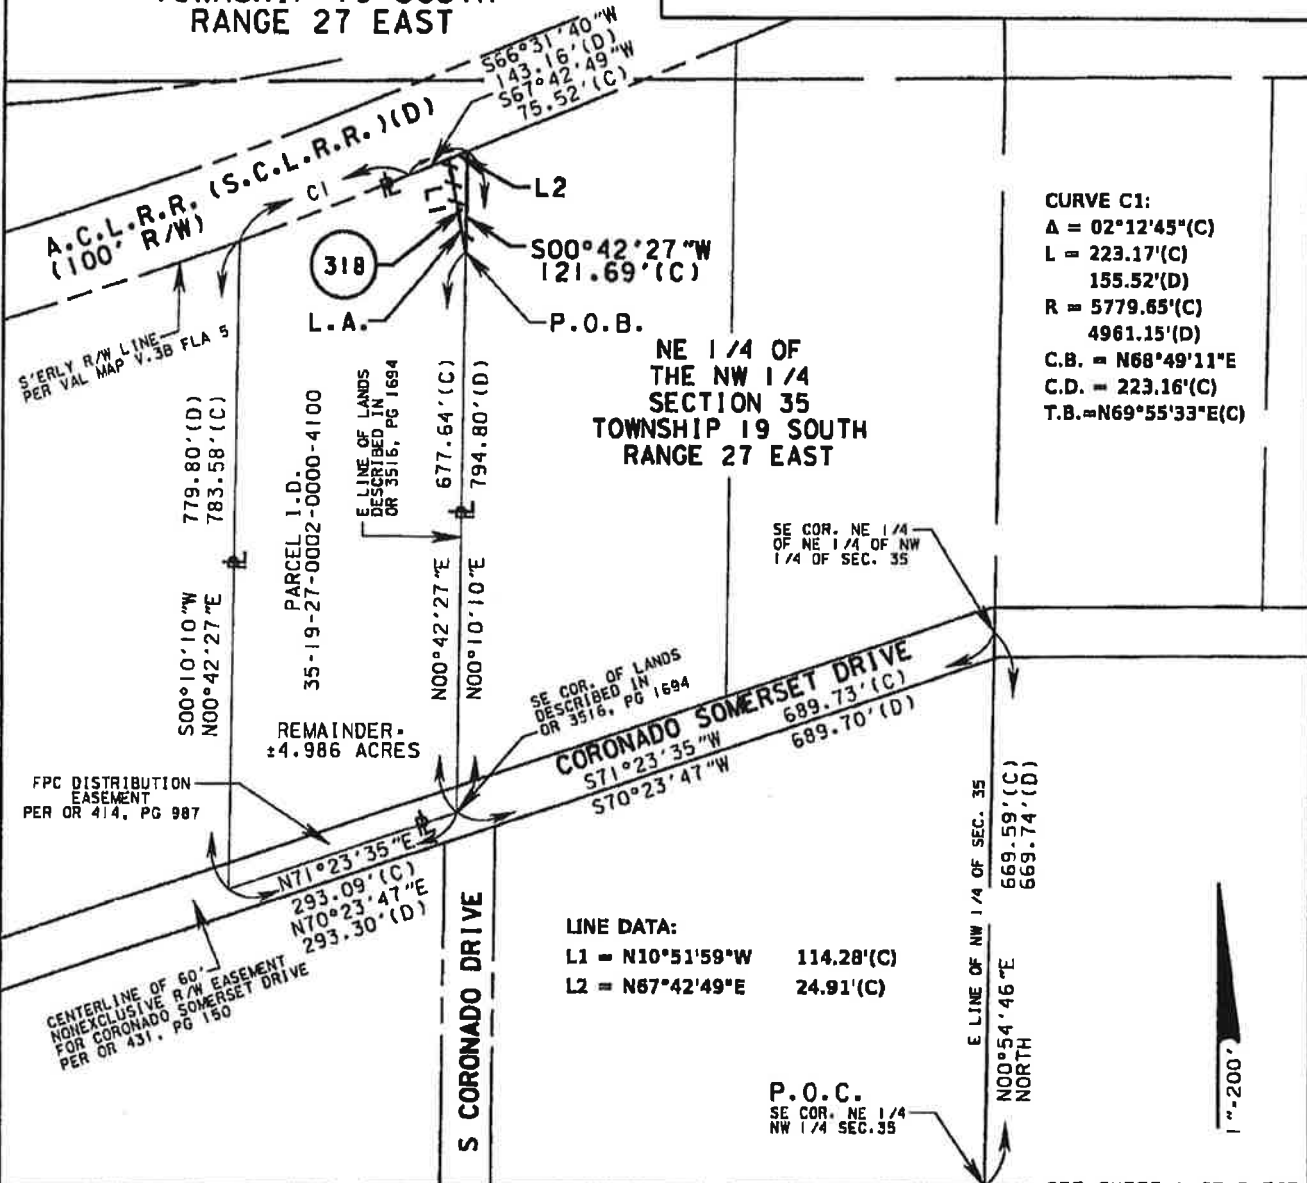 RANGE 27 EAST
S66°31'40"W
143.16'(D)
S67°42'49"W
75.52'(C)
A.C.L.R.R. (S.C.L.R.R.)(D)
(100' R/W)
C1
L1
L2
318
L.A.
S00°42'27"W
121.69'(C)
P.O.B.
CURVE C1:
Δ = 02°12'45"(C)
L = 223.17'(C)
155.52'(D)
R = 5779.65'(C)
4961.15'(D)
C.B. = N68°49'11"E
C.D. = 223.16'(C)
T.B.=N69°55'33"E(C)
S'ERLY R/W LINE
PER VAL MAP V.3B FLA 5
NE 1/4 OF
THE NW 1/4
SECTION 35
TOWNSHIP 19 SOUTH
RANGE 27 EAST
779.80'(D)
783.58'(C)
S00°10'10"W
N00°42'27"E
PARCEL I.D.
35-19-27-0002-0000-4100
E LINE OF LANDS
DESCRIBED IN
OR 3516, PG 1694
677.64'(C)
794.80'(D)
N00°42'27"E
N00°10'10"E
SE COR. NE 1/4
OF NE 1/4 OF NW
1/4 OF SEC. 35
SE COR. OF LANDS
DESCRIBED IN
OR 3516, PG 1694
REMAINDER=
±4.986 ACRES
CORONADO SOMERSET DRIVE
S71°23'35"W 689.73'(C)
S70°23'47"W 689.70'(D)
FPC DISTRIBUTION
EASEMENT
PER OR 414, PG 987
N71°23'35"E
293.09'(C)
N70°23'47"E
293.30'(D)
CENTERLINE OF 60'
NONEXCLUSIVE R/W EASEMENT
FOR CORONADO SOMERSET DRIVE
PER OR 431, PG 150
S CORONADO DRIVE
LINE DATA:
L1 = N10°51'59"W 114.28'(C)
L2 = N67°42'49"E 24.91'(C)
E LINE OF NW 1/4 OF SEC. 35
669.59'(C)
669.74'(D)
N00°54'46"E
NORTH
P.O.C.
SE COR. NE 1/4
NW 1/4 SEC.35
1"=200'